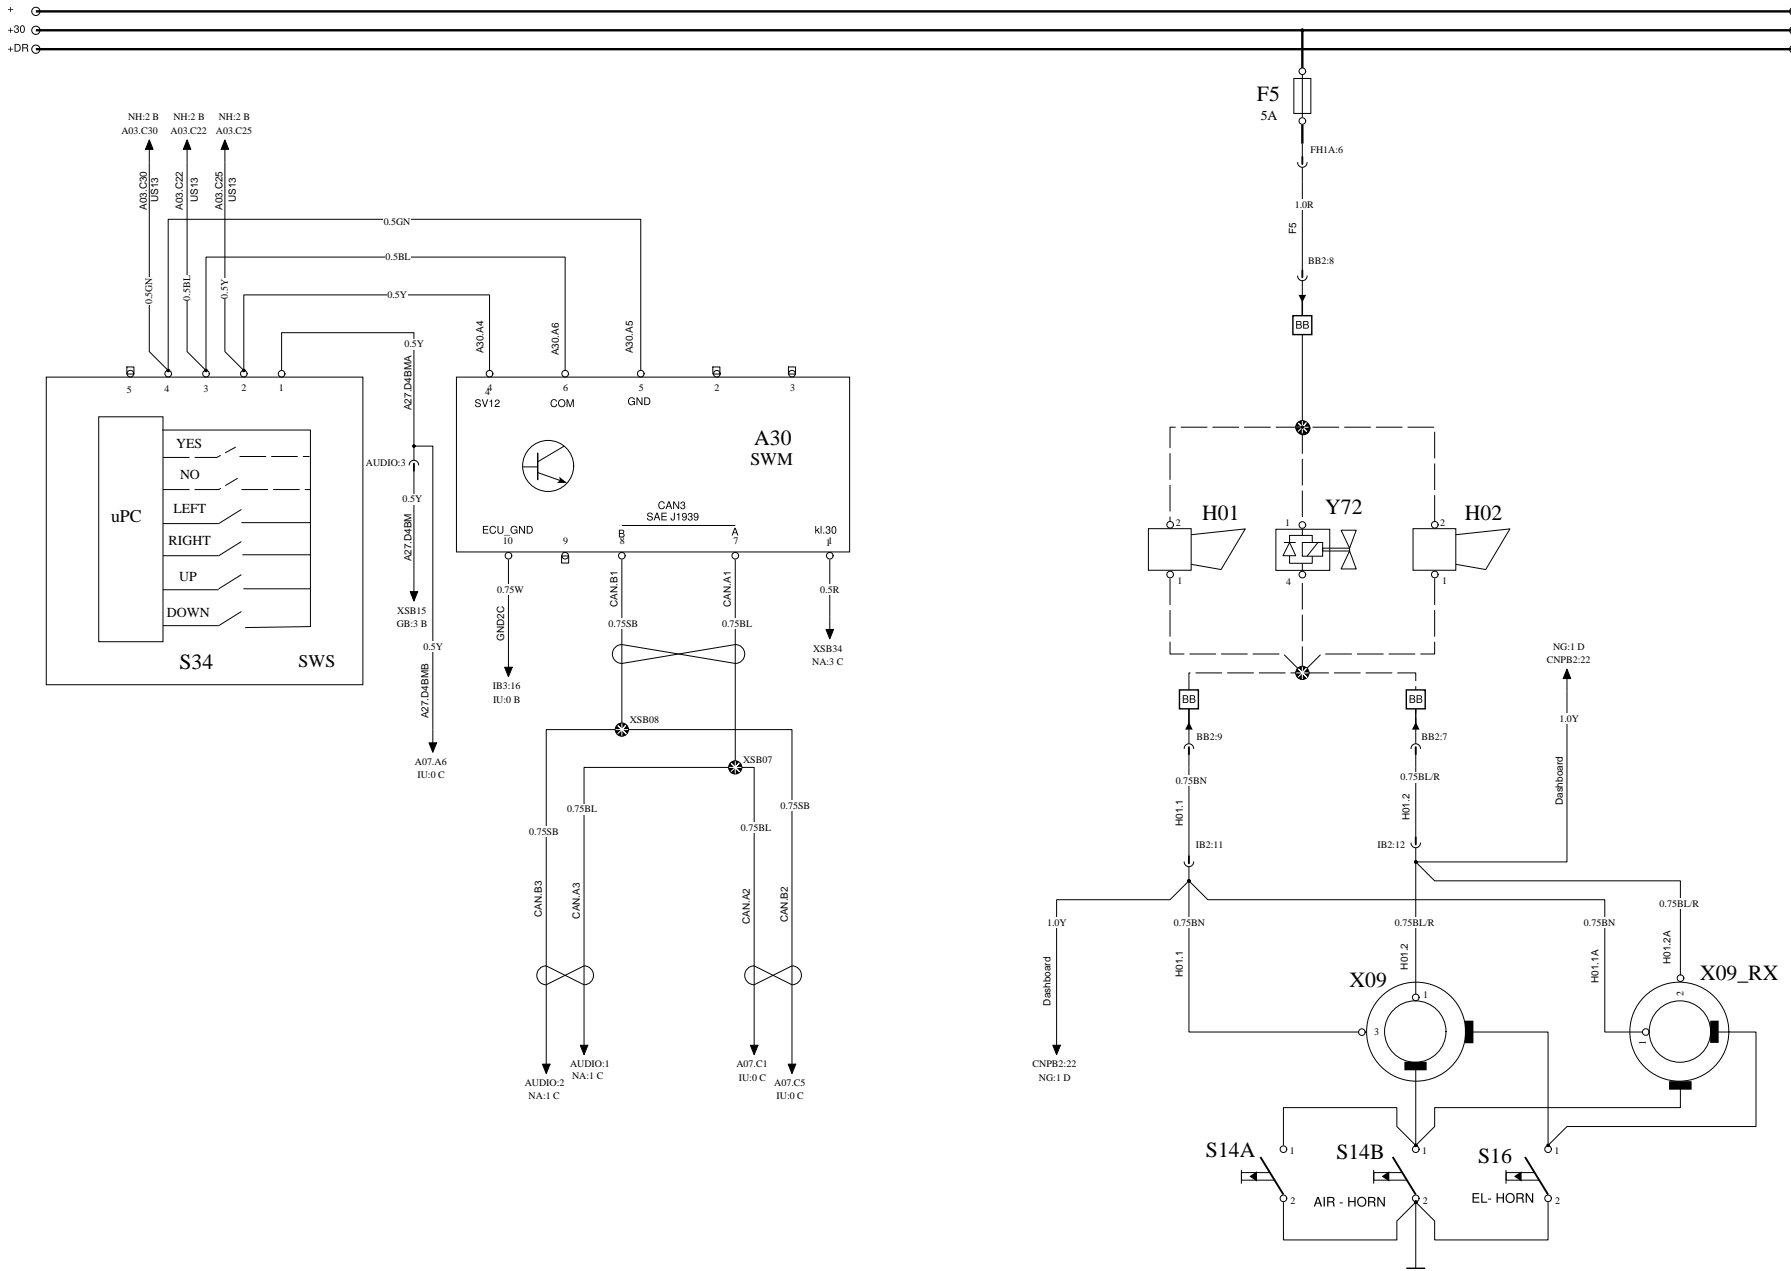 +
+30
+DR
F5
5A
FH1A:6
1.0R
F5
BB2:8
BB
NH:2 B
A03.C30
NH:2 B
A03.C22
NH:2 B
A03.C25
A03.C30
US13
A03.C22
US13
A03.C25
US13
0.5GN
0.5BL
0.5Y
0.5GN
0.5BL
0.5Y
0.5Y
A30.A4
A30.A6
A30.A5
A27.D4BMA
5
4
3
2
1
YES
NO
LEFT
RIGHT
UP
DOWN
uPC
S34
SWS
AUDIO:3
0.5Y
A27.D4BM
XSB15
GB:3 B
0.5Y
A27.D4BMB
A07.A6
IU:0 C
4
4
6
5
2
3
SV12
COM
GND
A30
SWM
CAN3
SAE J1939
ECU_GND
B
A
kl.30
10
9
8
7
1
1
0.75W
GND2C
IB3:16
IU:0 B
CAN.B1
0.75SB
CAN.A1
0.75BL
0.5R
XSB34
NA:3 C
XSB08
XSB07
0.75SB
0.75BL
0.75BL
0.75SB
CAN.B3
CAN.A3
CAN.A2
CAN.B2
AUDIO:2
NA:1 C
AUDIO:1
NA:1 C
A07.C1
IU:0 C
A07.C5
IU:0 C
H01
2
1
Y72
1
4
H02
2
1
BB
BB
BB2:9
BB2:7
0.75BN
H01.1
IB2:11
0.75BL/R
H01.2
IB2:12
NG:1 D
CNPB2:22
1.0Y
Dashboard
1.0Y
Dashboard
CNPB2:22
NG:1 D
0.75BN
H01.1
0.75BL/R
H01.2
0.75BN
H01.1A
0.75BL/R
H01.2A
X09
1
3
X09_RX
2
1
S14A
1
2
S14B
1
2
AIR - HORN
S16
1
2
EL- HORN